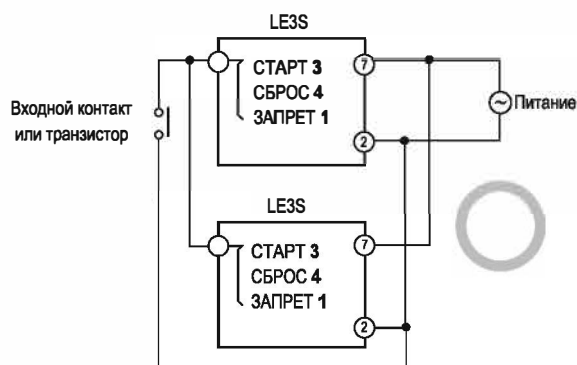 LE3S
СТАРТ 3
СБРОС 4
ЗАПРЕТ 1
7
2
Входной контакт
или транзистор
Питание
LE3S
СТАРТ 3
СБРОС 4
ЗАПРЕТ 1
7
2